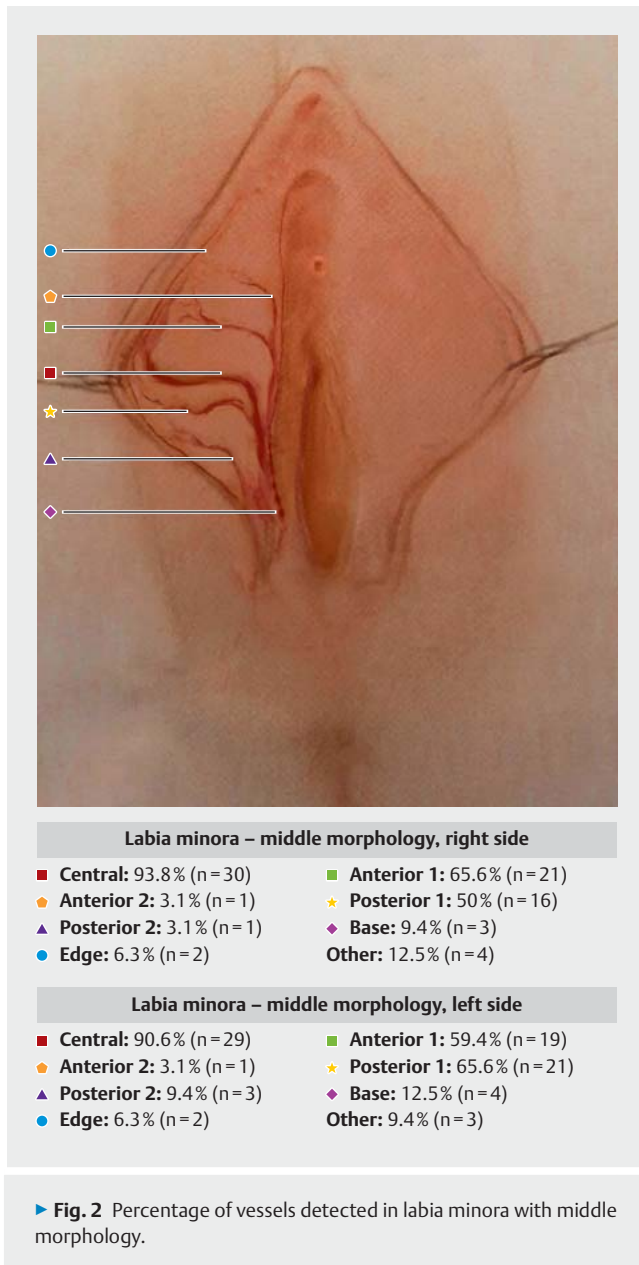 Labia minora – middle morphology, right side
Central: 93.8% (n=30)
Anterior 1: 65.6% (n=21)
Anterior 2: 3.1% (n=1)
Posterior 1: 50% (n=16)
Posterior 2: 3.1% (n=1)
Base: 9.4% (n=3)
Edge: 6.3% (n=2)
Other: 12.5% (n=4)
Labia minora – middle morphology, left side
Central: 90.6% (n=29)
Anterior 1: 59.4% (n=19)
Anterior 2: 3.1% (n=1)
Posterior 1: 65.6% (n=21)
Posterior 2: 9.4% (n=3)
Base: 12.5% (n=4)
Edge: 6.3% (n=2)
Other: 9.4% (n=3)
Fig. 2 Percentage of vessels detected in labia minora with middle
morphology.